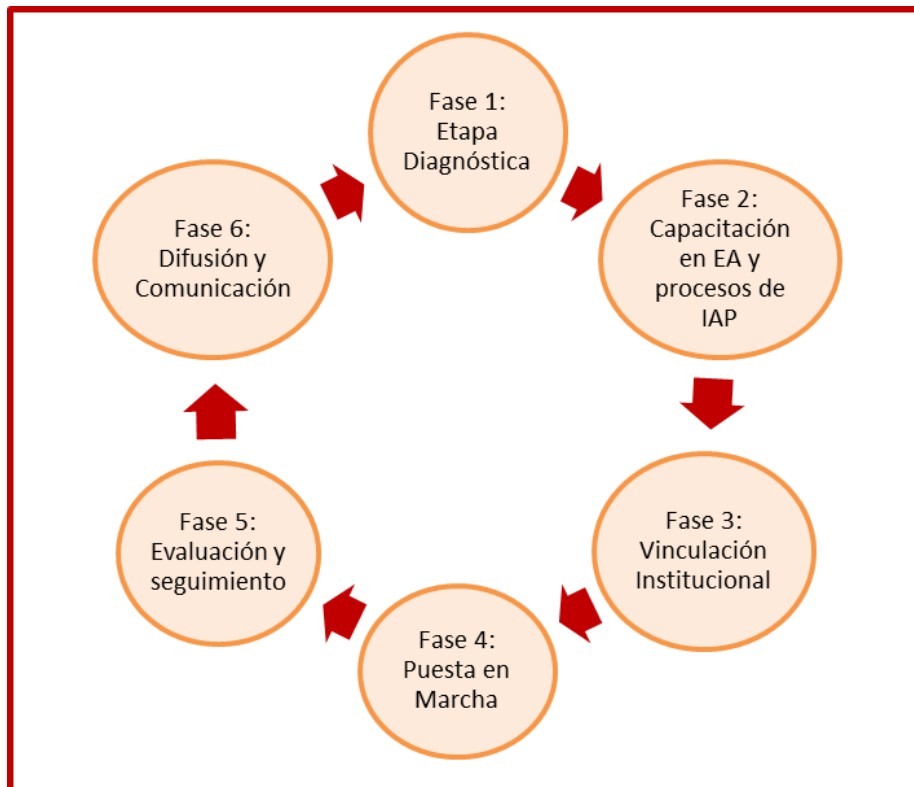 Fase 1:
Etapa
Diagnóstica
Fase 2:
Capacitación
en EA y
procesos de
IAP
Fase 3:
Vinculación
Institucional
Fase 4:
Puesta en
Marcha
Fase 5:
Evaluación y
seguimiento
Fase 6:
Difusión y
Comunicación